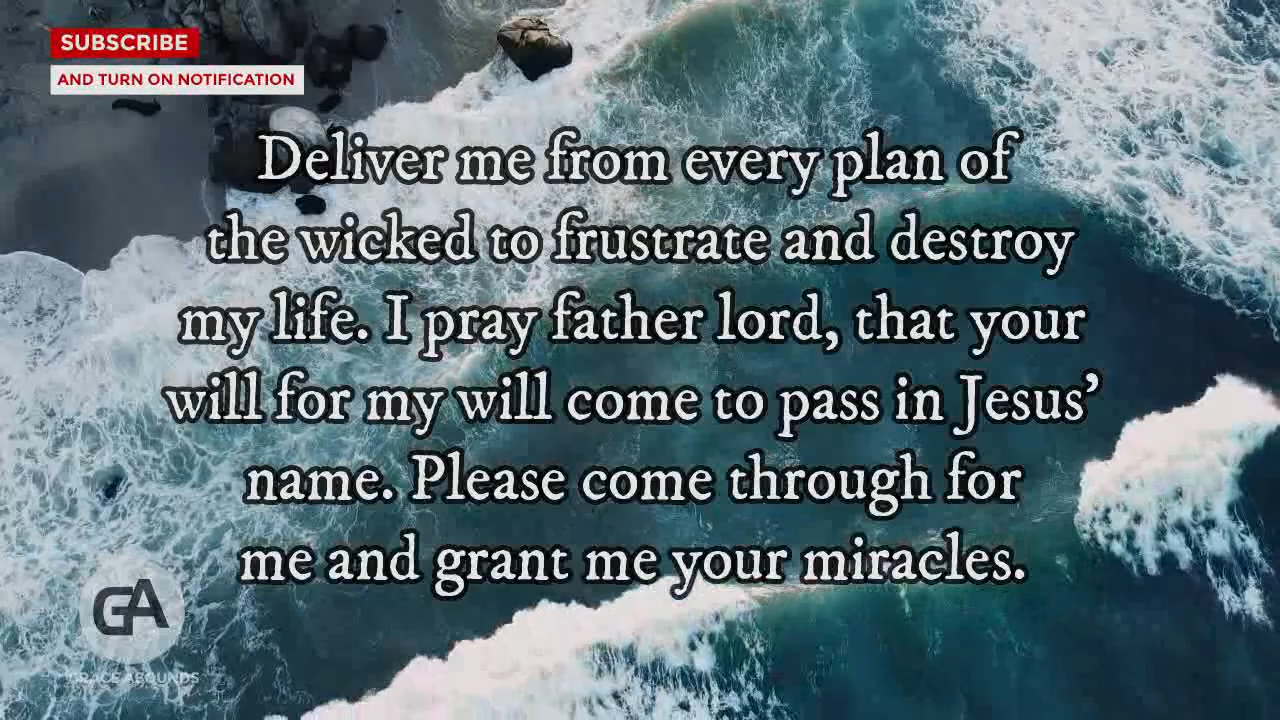 SUBSCRIBE
AND TURN ON NOTIFICATION
Deliver me from every plan of
the wicked to frustrate and destroy
my life. I pray father lord, that your
will for my will come to pass in Jesus’
name. Please come through for
me and grant me your miracles.
GA
GRACE ABOUNDS